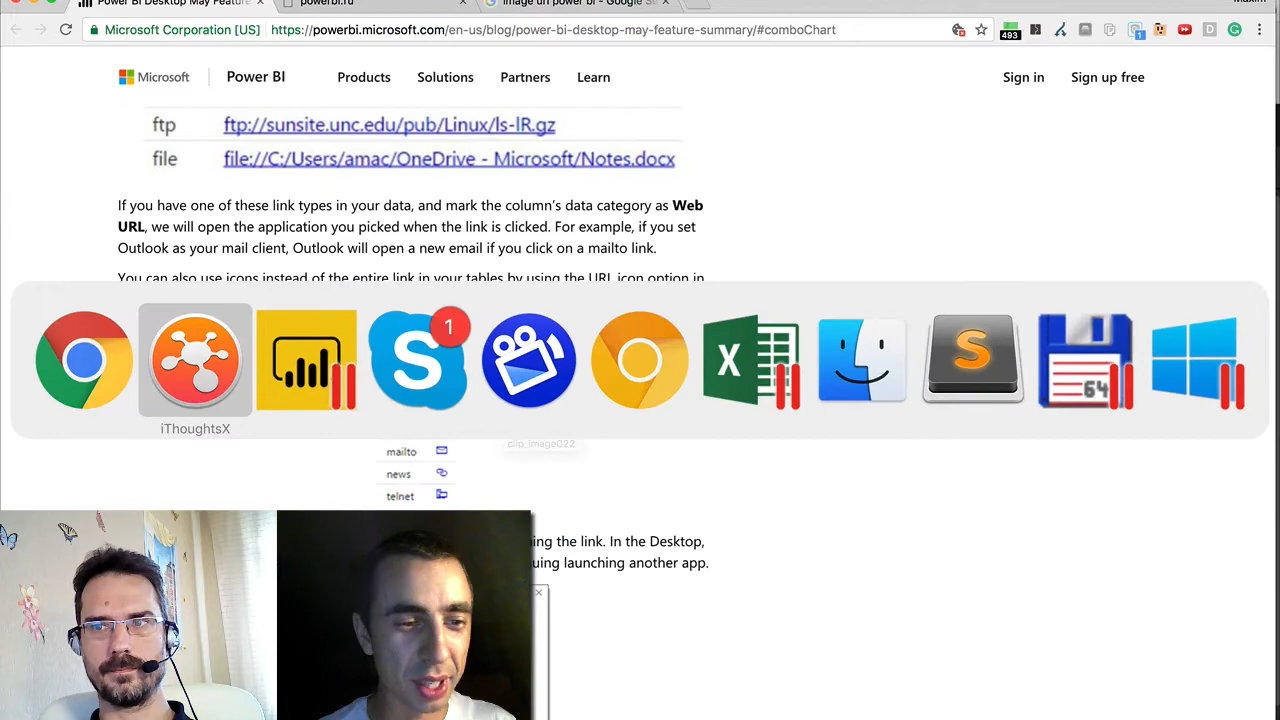 Power BI Desktop May Feature
powerbi.ru
image url power bi - Google Se
Maxim
Microsoft Corporation [US]
https://powerbi.microsoft.com/en-us/blog/power-bi-desktop-may-feature-summary/#comboChart
493
1
D
Microsoft
Power BI
Products
Solutions
Partners
Learn
Sign in
Sign up free
ftp ftp://sunsite.unc.edu/pub/Linux/ls-lR.gz
file file://C:/Users/amac/OneDrive - Microsoft/Notes.docx
If you have one of these link types in your data, and mark the column's data category as Web
URL, we will open the application you picked when the link is clicked. For example, if you set
Outlook as your mail client, Outlook will open a new email if you click on a mailto link.
You can also use icons instead of the entire link in your tables by using the URL icon option in
S
1
X
S
64
iThoughtsX
clip_image022
mailto
news
telnet
ing the link. In the Desktop,
uing launching another app.